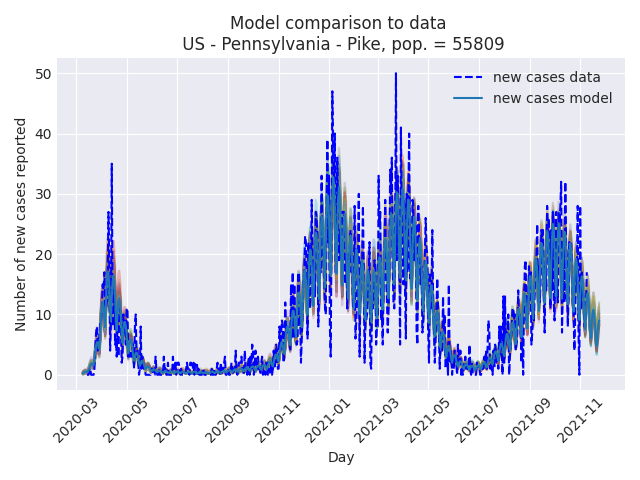 Model comparison to data
US - Pennsylvania - Pike, pop. = 55809
new cases data
new cases model
Number of new cases reported
50
40
30
20
10
0
2020-03
2020-05
2020-07
2020-09
2020-11
2021-01
2021-03
2021-05
2021-07
2021-09
2021-11
Day